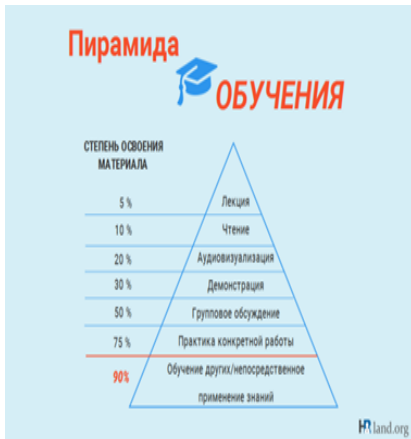 Пирамида
ОБУЧЕНИЯ
СТЕПЕНЬ ОСВОЕНИЯ
МАТЕРИАЛА
5 % Лекция
10 % Чтение
20 % Аудиовизуализация
30 % Демонстрация
50 % Групповое обсуждение
75 % Практика конкретной работы
90% Обучение других/непосредственное
применение знаний
HRland.org